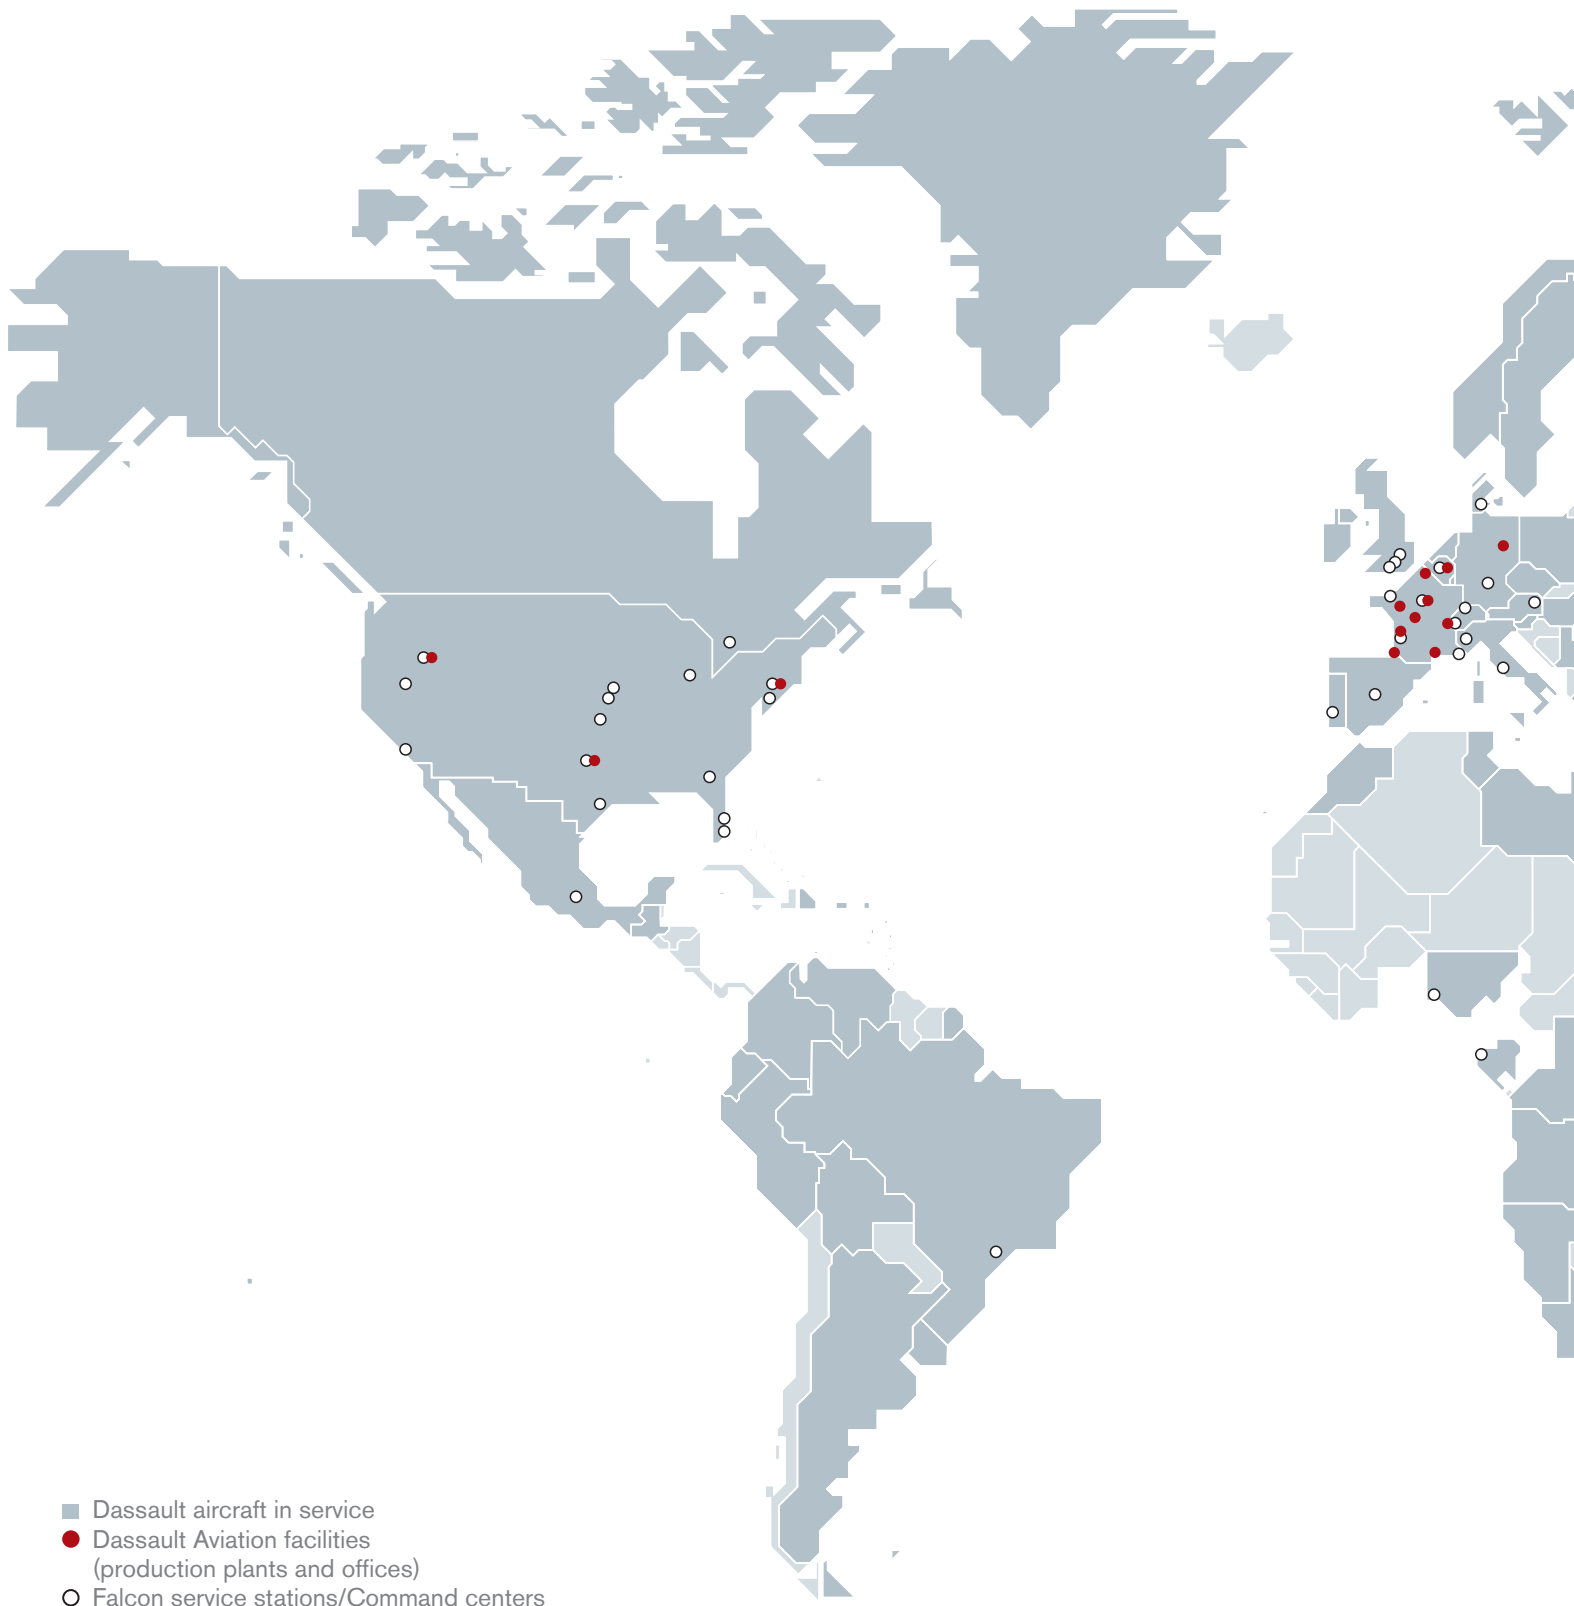 Dassault aircraft in service
Dassault Aviation facilities
(production plants and offices)
Falcon service stations/Command centers